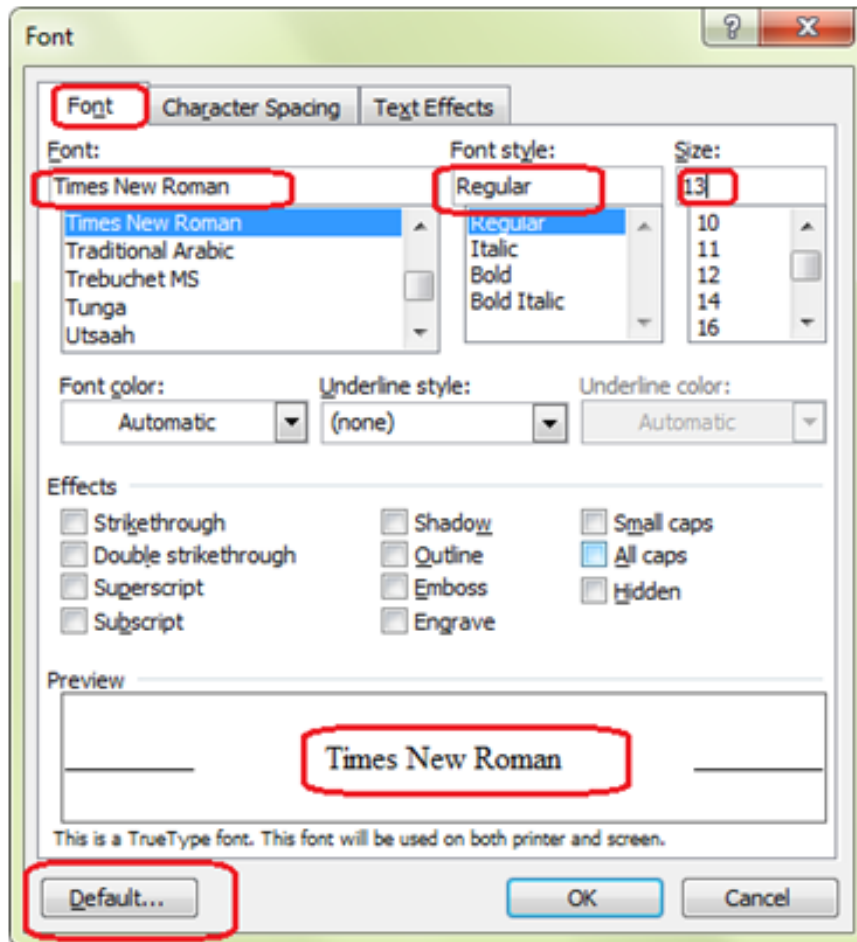 Font
Font Character Spacing Text Effects
Font: Font style: Size:
Times New Roman Regular 13
Times New Roman Regular 10
Traditional Arabic Italic 11
Trebuchet MS Bold 12
Tunga Bold Italic 14
Utsaah 16
Font color: Underline style: Underline color:
Automatic (none) Automatic
Effects
Strikethrough Shadow Small caps
Double strikethrough Outline All caps
Superscript Emboss Hidden
Subscript Engrave
Preview
Times New Roman
This is a TrueType font. This font will be used on both printer and screen.
Default... OK Cancel